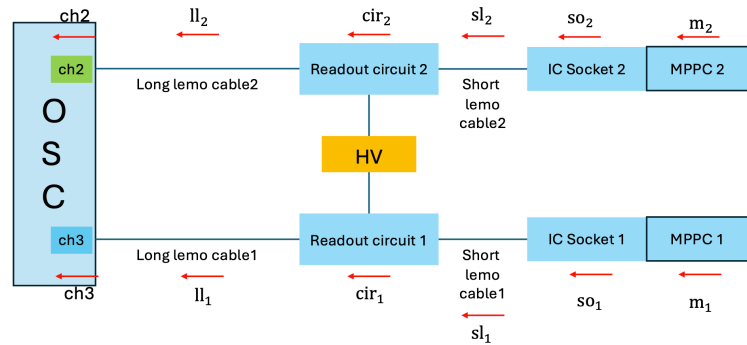 ch2
ll₂
cir₂
sl₂
so₂
m₂
ch2
Long lemo cable2
Readout circuit 2
Short
lemo
cable2
IC Socket 2
MPPC 2
O
S
C
HV
ch3
Long lemo cable1
Readout circuit 1
Short
lemo
cable1
IC Socket 1
MPPC 1
ch3
ll₁
cir₁
sl₁
so₁
m₁